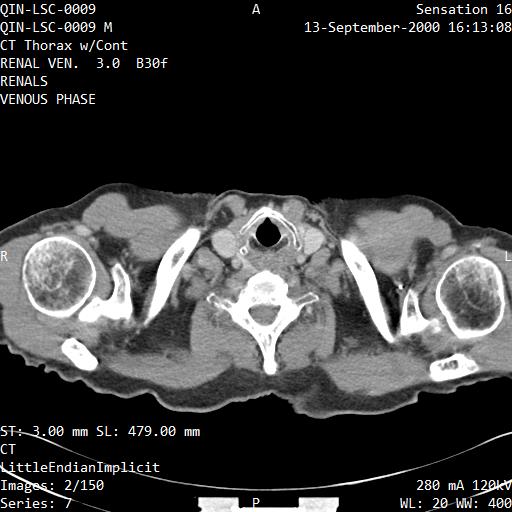 QIN-LSC-0009
A
Sensation 16
QIN-LSC-0009 M
13-September-2000 16:13:08
CT Thorax w/Cont
RENAL VEN. 3.0 B30f
RENALS
VENOUS PHASE
R
L
ST: 3.00 mm SL: 479.00 mm
CT
LittleEndianImplicit
Images: 2/150
280 mA 120kV
Series: 7
P
WL: 20 WW: 400